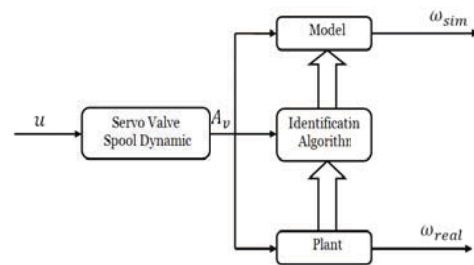 Model
ω_sim
u
Servo Valve
Spool Dynamic
A_v
Identificatin
Algorithm
Plant
ω_real